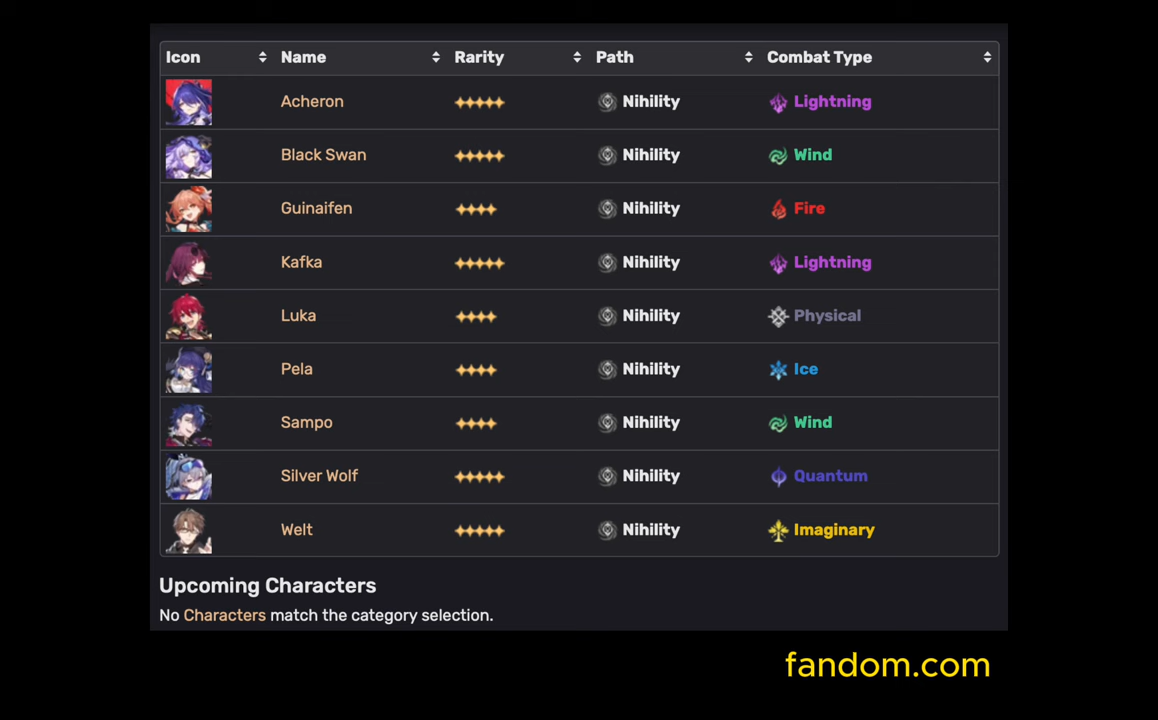 Icon Name Rarity Path Combat Type
Acheron Nihility Lightning
Black Swan Nihility Wind
Guinaifen Nihility Fire
Kafka Nihility Lightning
Luka Nihility Physical
Pela Nihility Ice
Sampo Nihility Wind
Silver Wolf Nihility Quantum
Welt Nihility Imaginary
Upcoming Characters
No Characters match the category selection.
fandom.com